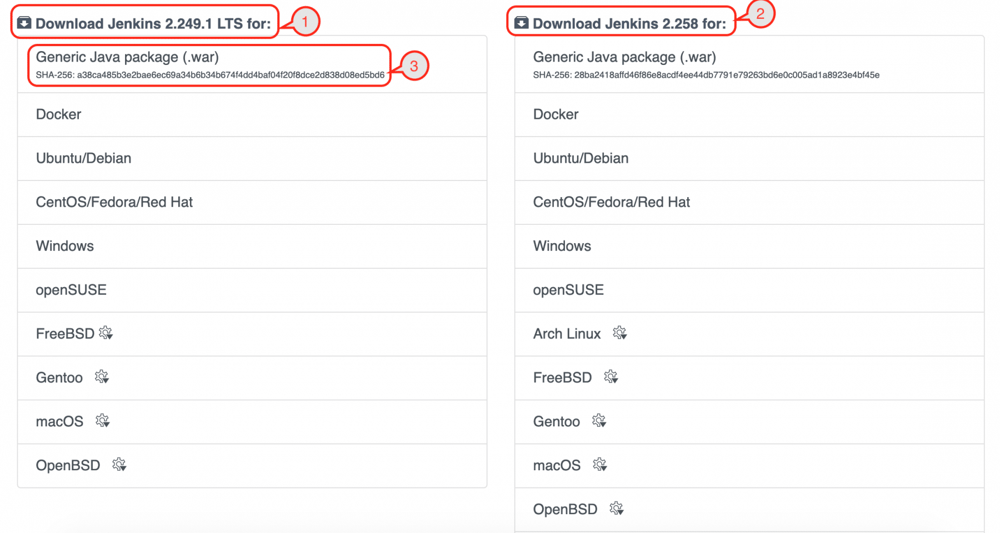 Download Jenkins 2.249.1 LTS for:
1
Generic Java package (.war)
SHA-256: a38ca485b3e2bae6ec69a34b6b34b674f4dd4baf04f20f8dce2d838d08ed5bd6
3
Docker
Ubuntu/Debian
CentOS/Fedora/Red Hat
Windows
openSUSE
FreeBSD
Gentoo
macOS
OpenBSD
Download Jenkins 2.258 for:
2
Generic Java package (.war)
SHA-256: 28ba2418affd46f86e8acdf4ee44db7791e79263bd6e0c005ad1a8923e4bf45e
Docker
Ubuntu/Debian
CentOS/Fedora/Red Hat
Windows
openSUSE
Arch Linux
FreeBSD
Gentoo
macOS
OpenBSD